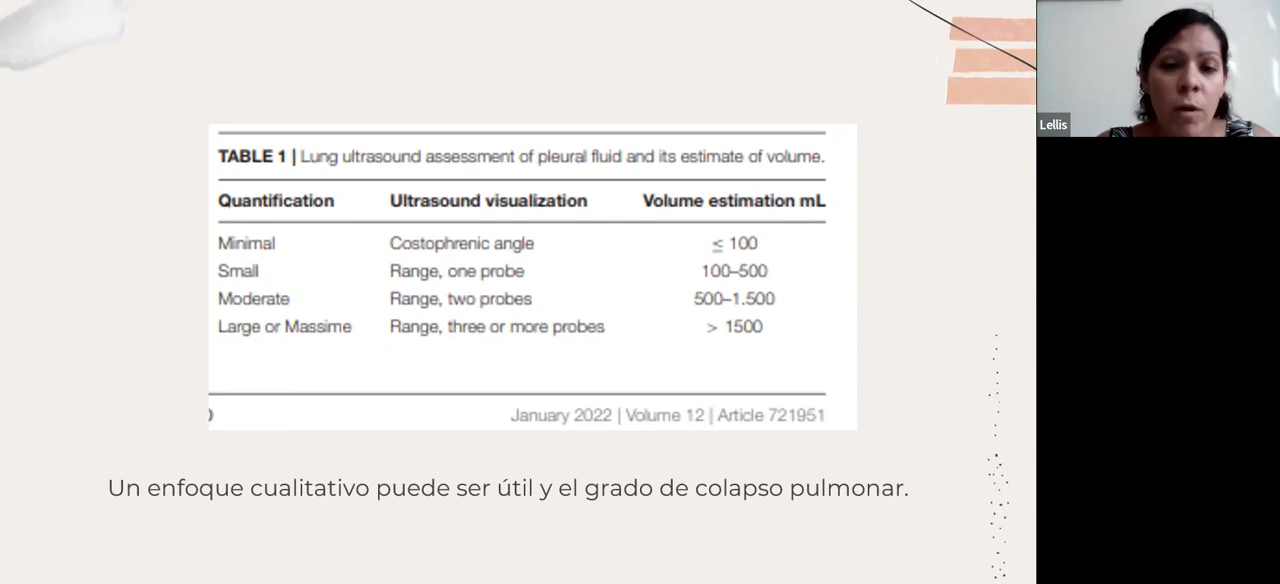 TABLE 1 | Lung ultrasound assessment of pleural fluid and its estimate of volume.
Quantification Ultrasound visualization Volume estimation mL
Minimal Costophrenic angle ≤ 100
Small Range, one probe 100–500
Moderate Range, two probes 500–1.500
Large or Massime Range, three or more probes > 1500
January 2022 | Volume 12 | Article 721951
Un enfoque cualitativo puede ser útil y el grado de colapso pulmonar.
Lellis